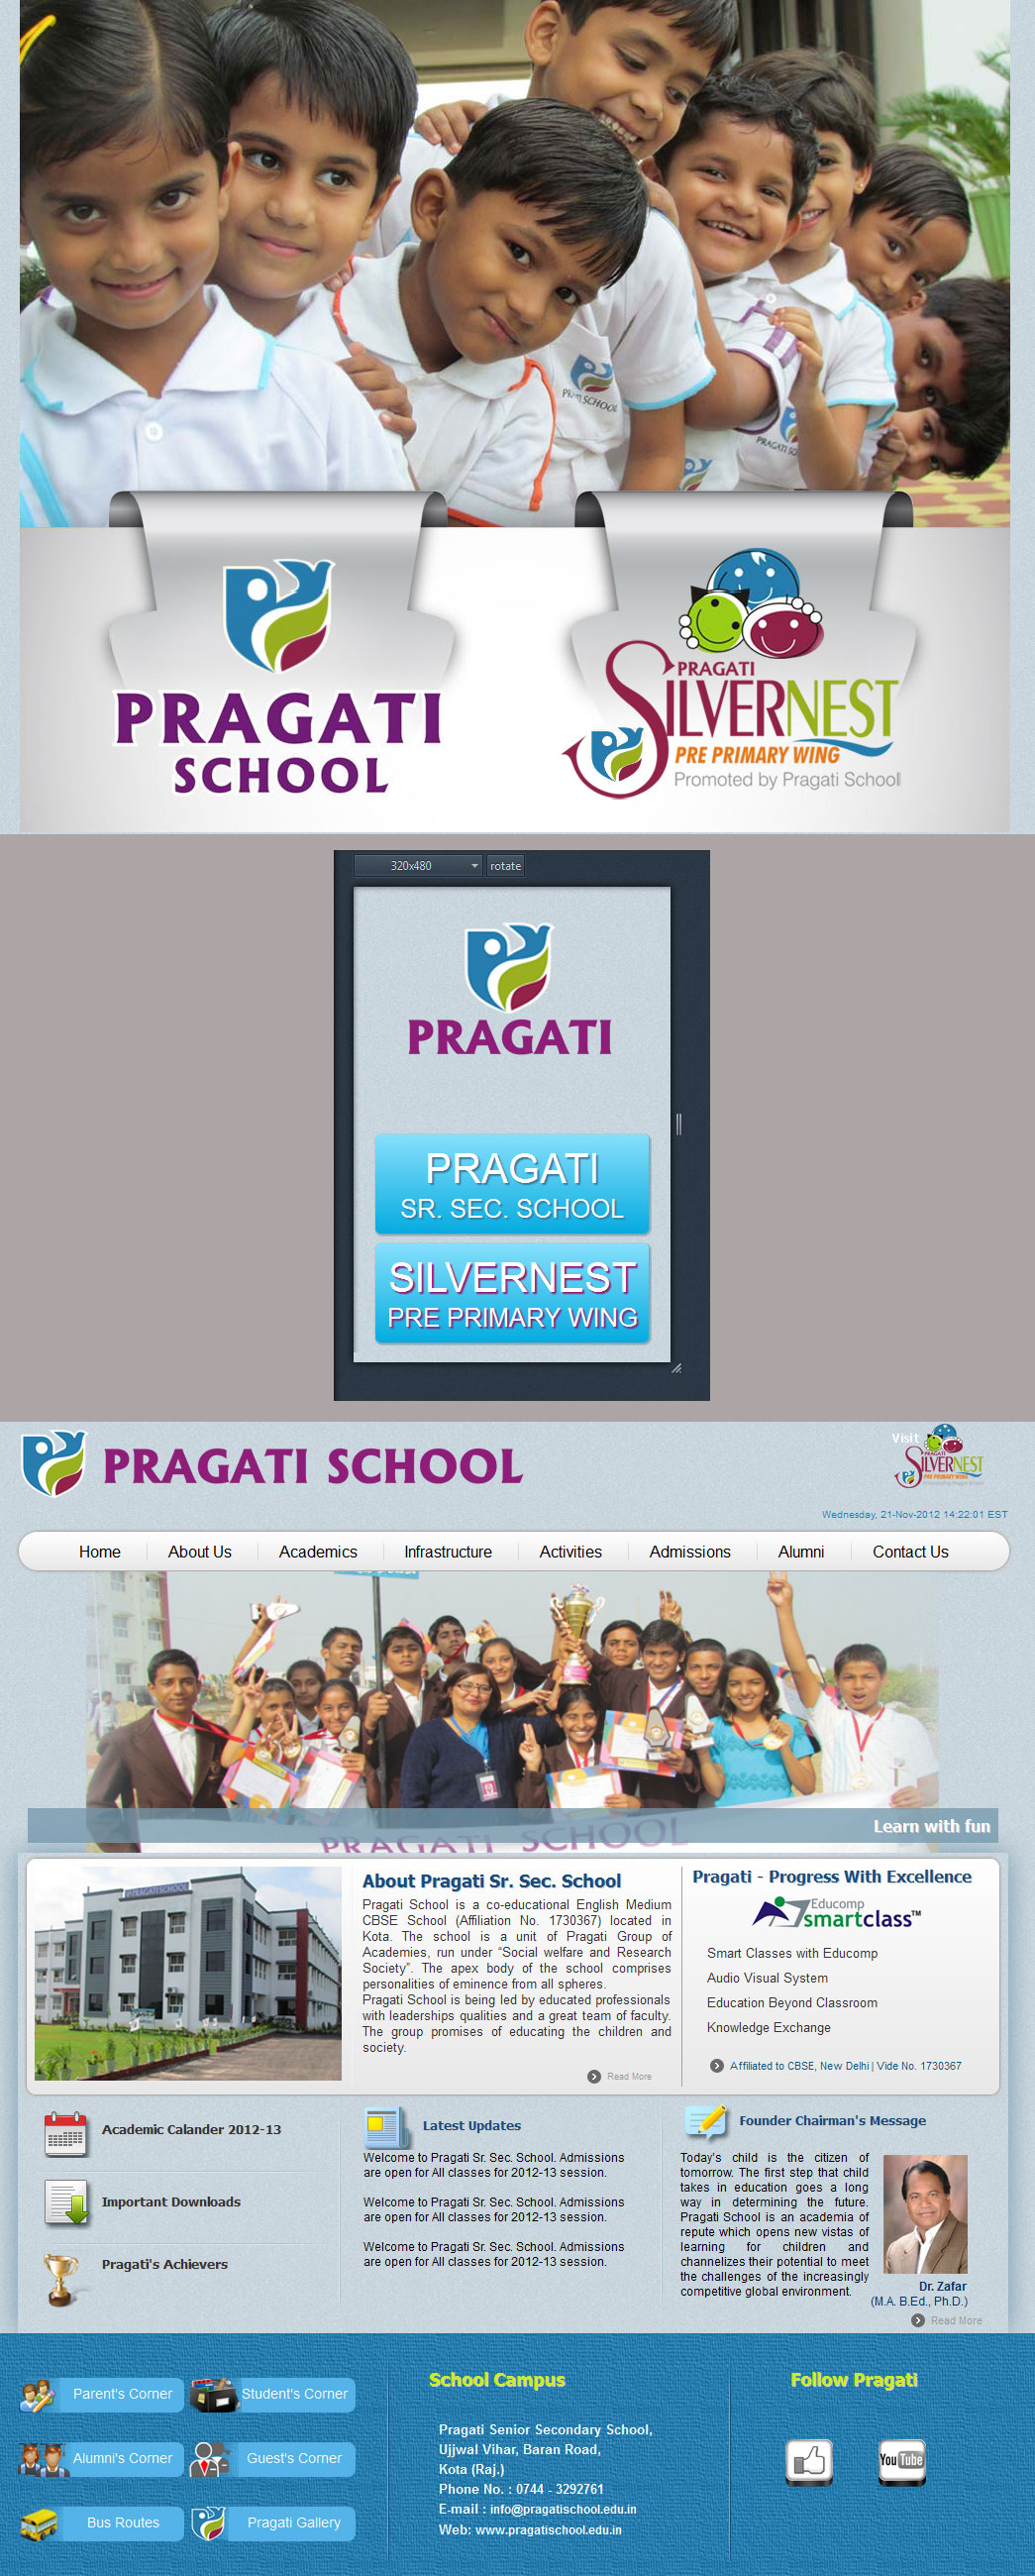 PRATI SCHOOL
PRAGATI
SCHOOL
PRAGATI
SILVERNEST
PRE PRIMARY WING
Promoted by Pragati School
320x480
rotate
PRAGATI
PRAGATI
SR. SEC. SCHOOL
SILVERNEST
PRE PRIMARY WING
PRAGATI SCHOOL
Visit
PRAGATI
SILVERNEST
PRE PRIMARY WING
Promoted by Pragati School
Wednesday, 21-Nov-2012 14:22:01 EST
Home
About Us
Academics
Infrastructure
Activities
Admissions
Alumni
Contact Us
PRAGATI SCHOOL
Learn with fun
PRAGATI SCHOOL
About Pragati Sr. Sec. School
Pragati School is a co-educational English Medium
CBSE School (Affiliation No. 1730367) located in
Kota. The school is a unit of Pragati Group of
Academies, run under “Social welfare and Research
Society”. The apex body of the school comprises
personalities of eminence from all spheres.
Pragati School is being led by educated professionals
with leaderships qualities and a great team of faculty.
The group promises of educating the children and
society.
Read More
Pragati - Progress With Excellence
Educomp
smartclass™
Smart Classes with Educomp
Audio Visual System
Education Beyond Classroom
Knowledge Exchange
Affiliated to CBSE, New Delhi | Vide No. 1730367
Academic Calander 2012-13
Important Downloads
Pragati's Achievers
Latest Updates
Welcome to Pragati Sr. Sec. School. Admissions
are open for All classes for 2012-13 session.
Welcome to Pragati Sr. Sec. School. Admissions
are open for All classes for 2012-13 session.
Welcome to Pragati Sr. Sec. School. Admissions
are open for All classes for 2012-13 session.
Founder Chairman's Message
Today's child is the citizen of
tomorrow. The first step that child
takes in education goes a long
way in determining the future.
Pragati School is an academia of
repute which opens new vistas of
learning for children and
channelizes their potential to meet
the challenges of the increasingly
competitive global environment.
Dr. Zafar
(M.A. B.Ed., Ph.D.)
Read More
Parent's Corner
Student's Corner
Alumni's Corner
Guest's Corner
Bus Routes
Pragati Gallery
School Campus
Pragati Senior Secondary School,
Ujjwal Vihar, Baran Road,
Kota (Raj.)
Phone No. : 0744 - 3292761
E-mail : info@pragatischool.edu.in
Web: www.pragatischool.edu.in
Follow Pragati
You Tube